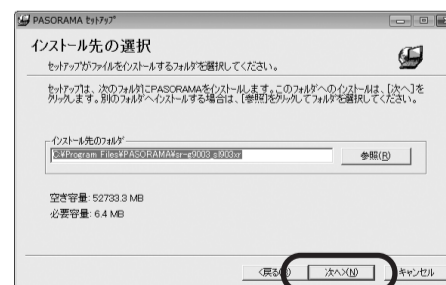 PASORAMA ｾｯﾄｱｯﾌﾟ
インストール先の選択
セットアップがファイルをインストールするフォルダを選択してください。
セットアップは、次のフォルダにPASORAMAをインストールします。このフォルダへのインストールは、[次へ]を
クリックします。別のフォルダへインストールする場合は、[参照]をクリックしてフォルダを選択してください。
インストール先のフォルダ
C:¥Program Files¥PASORAMA¥sr-g9003_sl903xr
参照(R)
空き容量: 52733.3 MB
必要容量: 6.4 MB
<戻る(B)
次へ>(N)
キャンセル